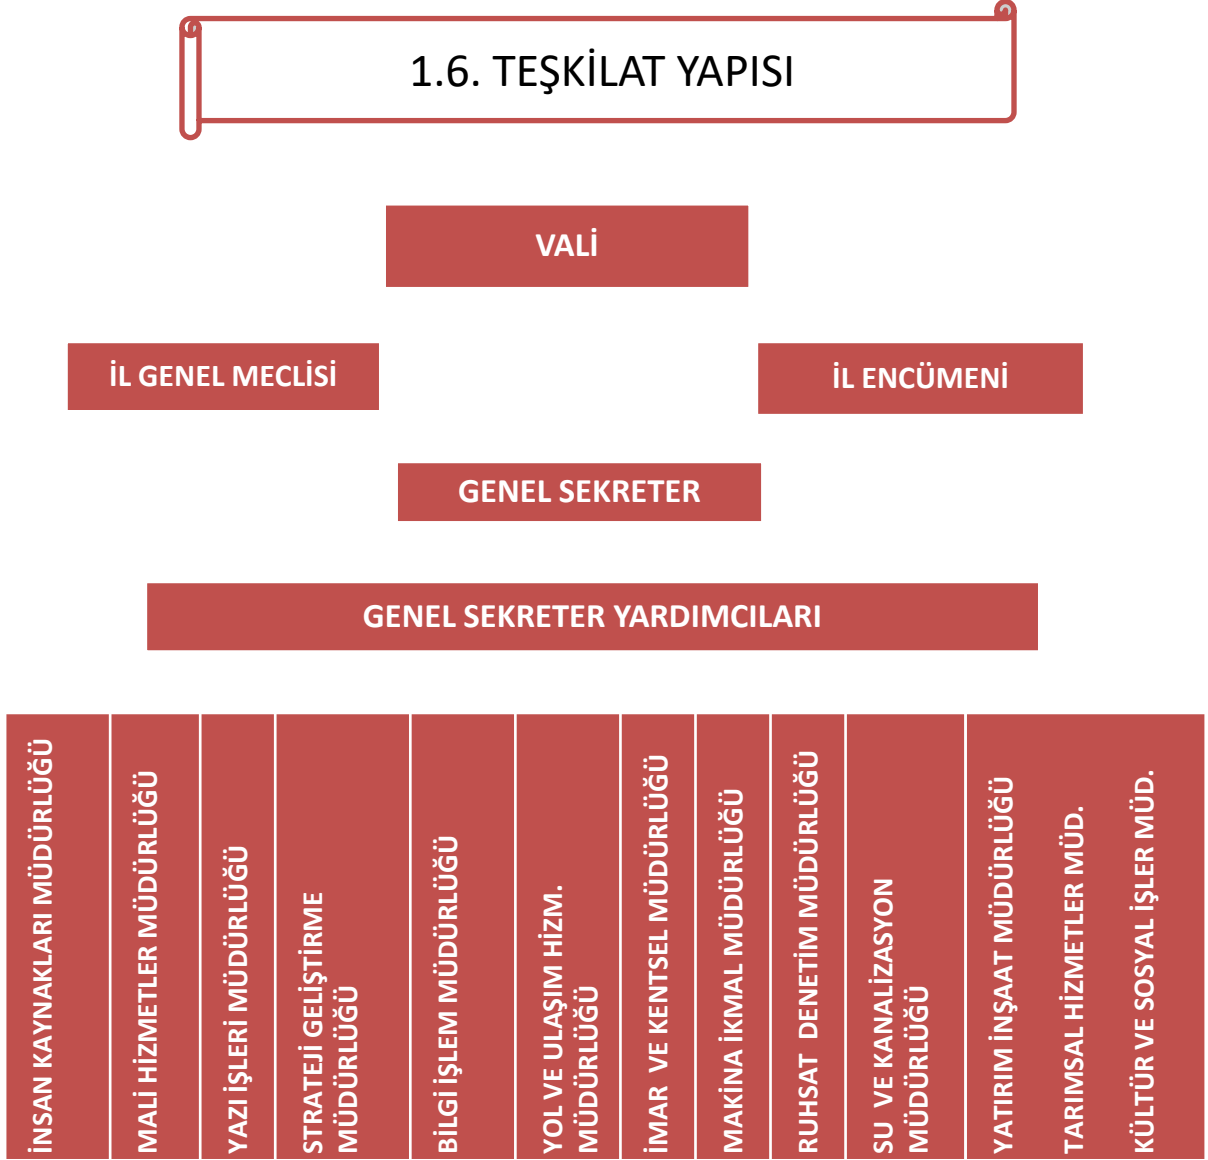 1.6. TEŞKİLAT YAPISI
VALİ
İL GENEL MECLİSİ
İL ENCÜMENİ
GENEL SEKRETER
GENEL SEKRETER YARDIMCILARI
İNSAN KAYNAKLARI MÜDÜRLÜĞÜ
MALİ HİZMETLER MÜDÜRLÜĞÜ
YAZI İŞLERİ MÜDÜRLÜĞÜ
STRATEJİ GELİŞTİRME
MÜDÜRLÜĞÜ
BİLGİ İŞLEM MÜDÜRLÜĞÜ
YOL VE ULAŞIM HİZM.
MÜDÜRLÜĞÜ
İMAR VE KENTSEL MÜDÜRLÜĞÜ
MAKİNA İKMAL MÜDÜRLÜĞÜ
RUHSAT DENETİM MÜDÜRLÜĞÜ
SU VE KANALİZASYON
MÜDÜRLÜĞÜ
YATIRIM İNŞAAT MÜDÜRLÜĞÜ
TARIMSAL HİZMETLER MÜD.
KÜLTÜR VE SOSYAL İŞLER MÜD.